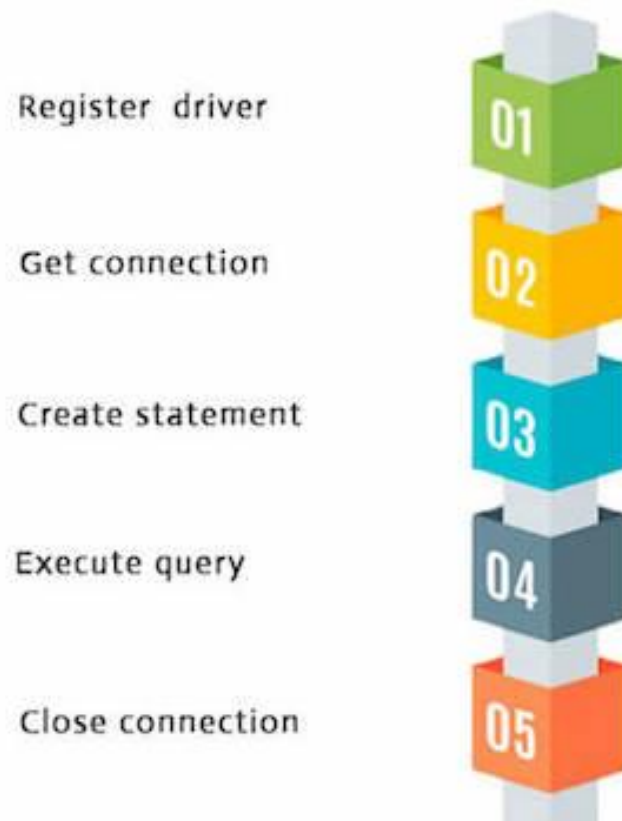 Register driver
01
Get connection
02
Create statement
03
Execute query
04
Close connection
05